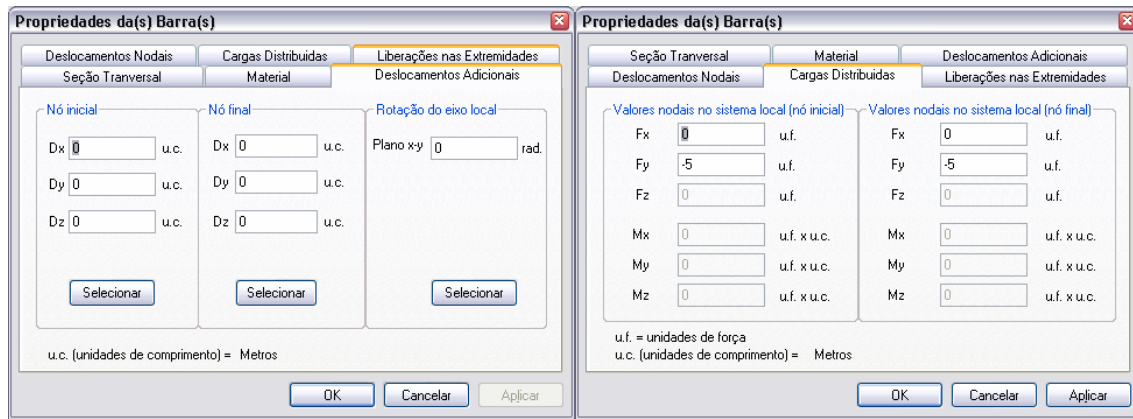 Propriedades da(s) Barra(s)
Deslocamentos Nodais Cargas Distribuidas Liberações nas Extremidades
Seção Tranversal Material Deslocamentos Adicionais
Nó inicial Nó final Rotação do eixo local
Dx 0 u.c. Dx 0 u.c. Plano x-y 0 rad.
Dy 0 u.c. Dy 0 u.c.
Dz 0 u.c. Dz 0 u.c.
Selecionar Selecionar Selecionar
u.c. (unidades de comprimento) = Metros
OK Cancelar Aplicar
Propriedades da(s) Barra(s)
Seção Tranversal Material Deslocamentos Adicionais
Deslocamentos Nodais Cargas Distribuidas Liberações nas Extremidades
Valores nodais no sistema local (nó inicial) Valores nodais no sistema local (nó final)
Fx 0 u.f. Fx 0 u.f.
Fy -5 u.f. Fy -5 u.f.
Fz 0 u.f. Fz 0 u.f.
Mx 0 u.f. x u.c. Mx 0 u.f. x u.c.
My 0 u.f. x u.c. My 0 u.f. x u.c.
Mz 0 u.f. x u.c. Mz 0 u.f. x u.c.
u.f. = unidades de força
u.c. (unidades de comprimento) = Metros
OK Cancelar Aplicar